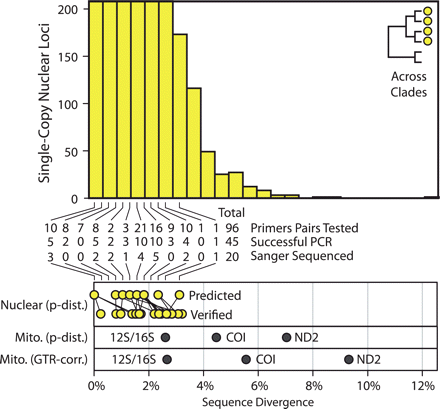 Single-Copy Nuclear Loci
200
150
100
50
0
Across
Clades
Total
10 8 7 8 2 3 21 16 9 10 1 1 96 Primers Pairs Tested
5 2 0 5 2 3 10 10 3 4 0 1 45 Successful PCR
3 0 0 2 2 1 4 5 0 2 0 1 20 Sanger Sequenced
Nuclear (p-dist.)
Predicted
Verified
Mito. (p-dist.) 12S/16S COI ND2
Mito. (GTR-corr.) 12S/16S COI ND2
0% 2% 4% 6% 8% 10% 12%
Sequence Divergence